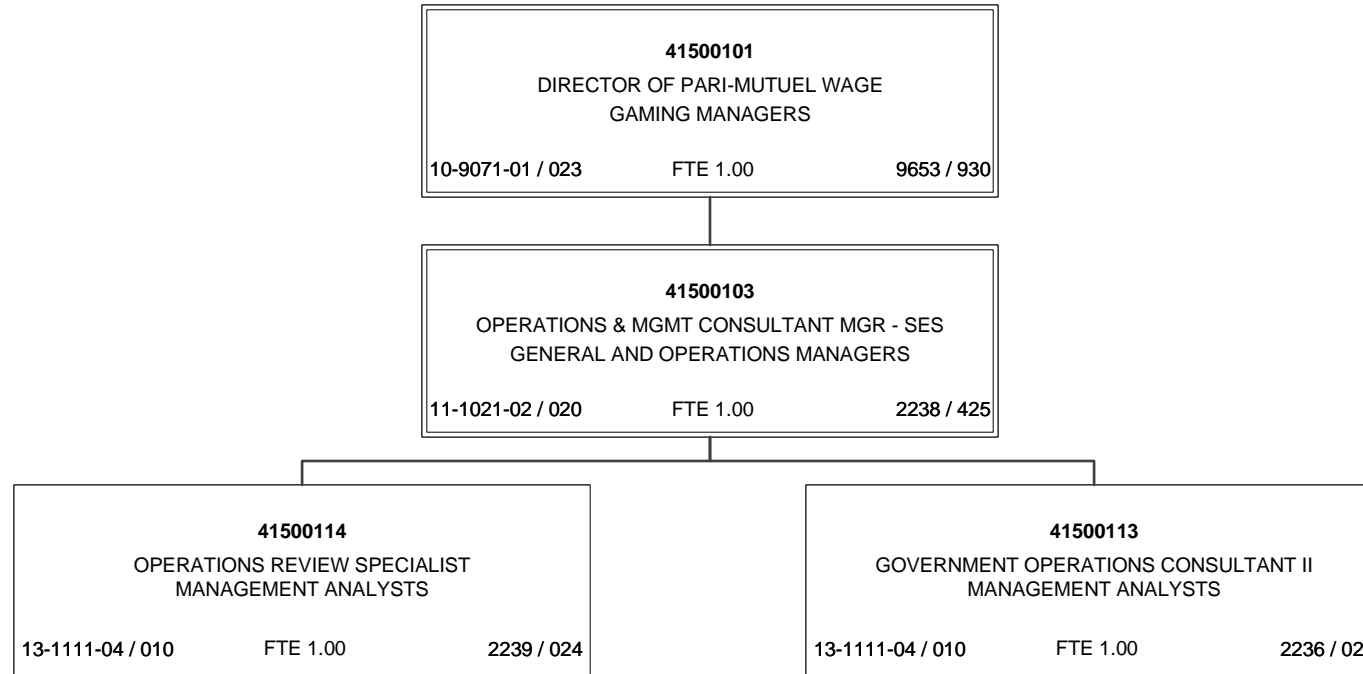 41500101
DIRECTOR OF PARI-MUTUEL WAGE
GAMING MANAGERS
10-9071-01 / 023 FTE 1.00 9653 / 930
41500103
OPERATIONS & MGMT CONSULTANT MGR - SES
GENERAL AND OPERATIONS MANAGERS
11-1021-02 / 020 FTE 1.00 2238 / 425
41500114
OPERATIONS REVIEW SPECIALIST
MANAGEMENT ANALYSTS
13-1111-04 / 010 FTE 1.00 2239 / 024
41500113
GOVERNMENT OPERATIONS CONSULTANT II
MANAGEMENT ANALYSTS
13-1111-04 / 010 FTE 1.00 2236 / 02